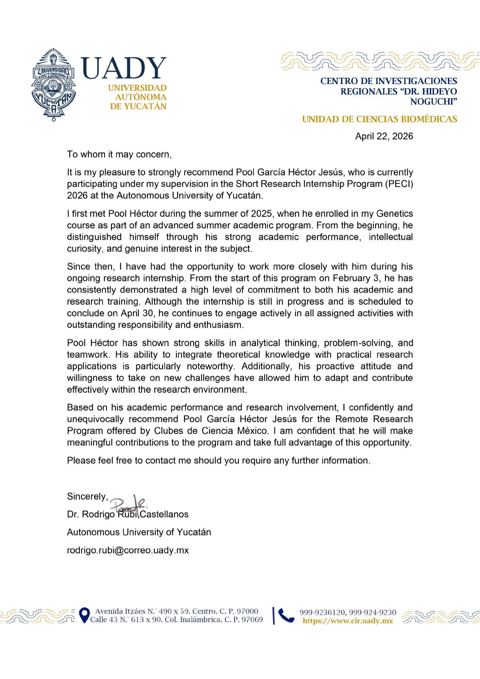 UADY
UNIVERSIDAD
AUTÓNOMA
DE YUCATÁN
CENTRO DE INVESTIGACIONES
REGIONALES “DR. HIDEYO
NOGUCHI”
UNIDAD DE CIENCIAS BIOMÉDICAS
April 22, 2026
To whom it may concern,
It is my pleasure to strongly recommend Pool García Héctor Jesús, who is currently
participating under my supervision in the Short Research Internship Program (PECI)
2026 at the Autonomous University of Yucatán.
I first met Pool Héctor during the summer of 2025, when he enrolled in my Genetics
course as part of an advanced summer academic program. From the beginning, he
distinguished himself through his strong academic performance, intellectual
curiosity, and genuine interest in the subject.
Since then, I have had the opportunity to work more closely with him during his
ongoing research internship. From the start of this program on February 3, he has
consistently demonstrated a high level of commitment to both his academic and
research training. Although the internship is still in progress and is scheduled to
conclude on April 30, he continues to engage actively in all assigned activities with
outstanding responsibility and enthusiasm.
Pool Héctor has shown strong skills in analytical thinking, problem-solving, and
teamwork. His ability to integrate theoretical knowledge with practical research
applications is particularly noteworthy. Additionally, his proactive attitude and
willingness to take on new challenges have allowed him to adapt and contribute
effectively within the research environment.
Based on his academic performance and research involvement, I confidently and
unequivocally recommend Pool García Héctor Jesús for the Remote Research
Program offered by Clubes de Ciencia México. I am confident that he will make
meaningful contributions to the program and take full advantage of this opportunity.
Please feel free to contact me should you require any further information.
Sincerely,
Dr. Rodrigo Rubi Castellanos
Autonomous University of Yucatán
rodrigo.rubi@correo.uady.mx
Avenida Itzáes N.° 490 x 59. Centro. C. P. 97000
Calle 43 N.° 613 x 90. Col. Inalámbrica. C. P. 97069
999-9236120, 999-924-9230
https://www.cir.uady.mx